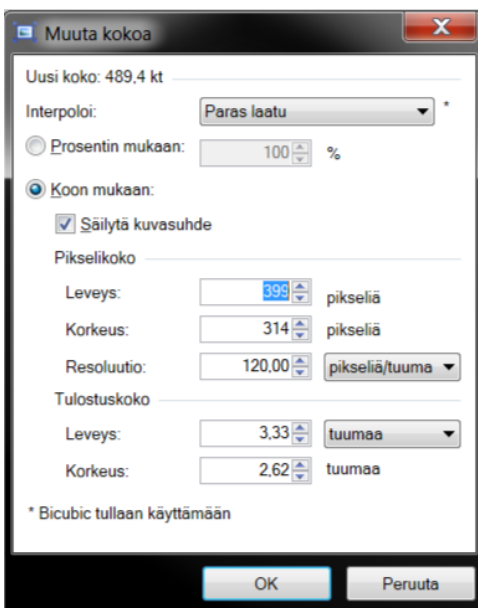 Muuta kokoa
Uusi koko: 489,4 kt
Interpoloi: Paras laatu *
Prosentin mukaan: 100 %
Koon mukaan:
Säilytä kuvasuhde
Pikselikoko
Leveys: 399 pikseliä
Korkeus: 314 pikseliä
Resoluutio: 120,00 pikseliä/tuuma
Tulostuskoko
Leveys: 3,33 tuumaa
Korkeus: 2,62 tuumaa
* Bicubic tullaan käyttämään
OK Peruuta